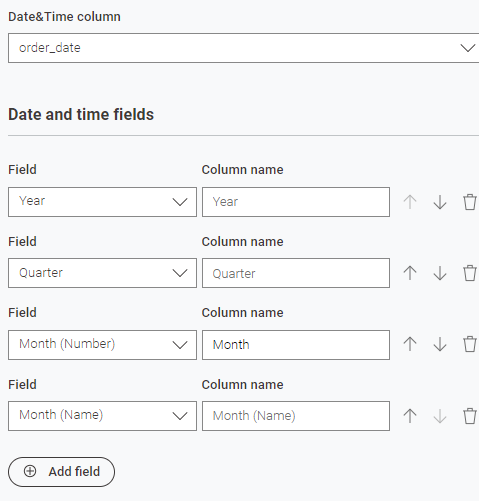 Date&Time column
order_date
Date and time fields
Field Column name
Year Year
Field Column name
Quarter Quarter
Field Column name
Month (Number) Month
Field Column name
Month (Name) Month (Name)
Add field